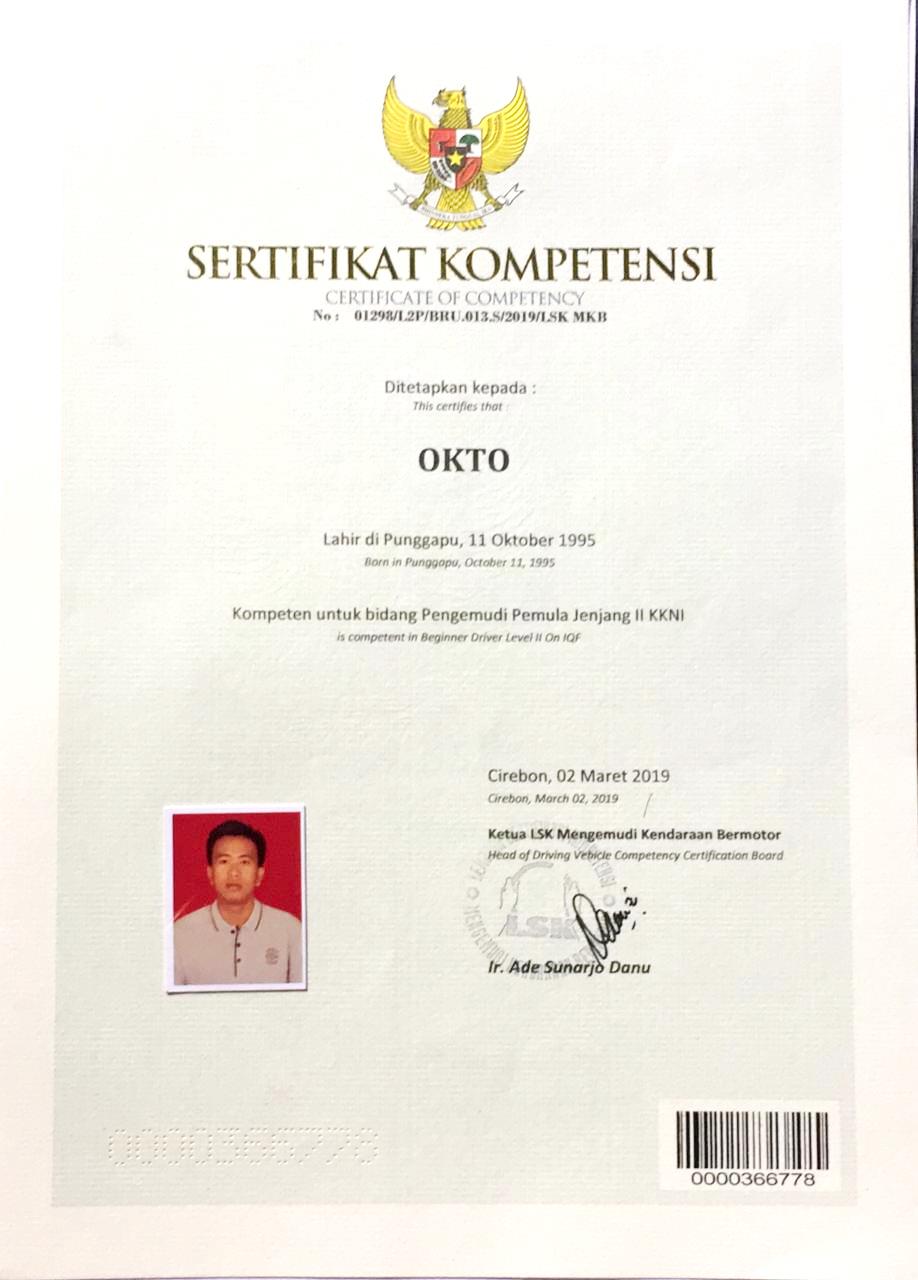 SERTIFIKAT KOMPETENSI
CERTIFICATE OF COMPETENCY
No : 01298/L2P/BRU.013.S/2019/LSK MKB
Ditetapkan kepada :
This certifies that :
OKTO
Lahir di Punggapu, 11 Oktober 1995
Born in Punggapu, October 11, 1995
Kompeten untuk bidang Pengemudi Pemula Jenjang II KKNI
is competent in Beginner Driver Level II On IQF
Cirebon, 02 Maret 2019
Cirebon, March 02, 2019
Ketua LSK Mengemudi Kendaraan Bermotor
Head of Driving Vehicle Competency Certification Board
LSK
Ir. Ade Sunarjo Danu
0000366778
0000366778